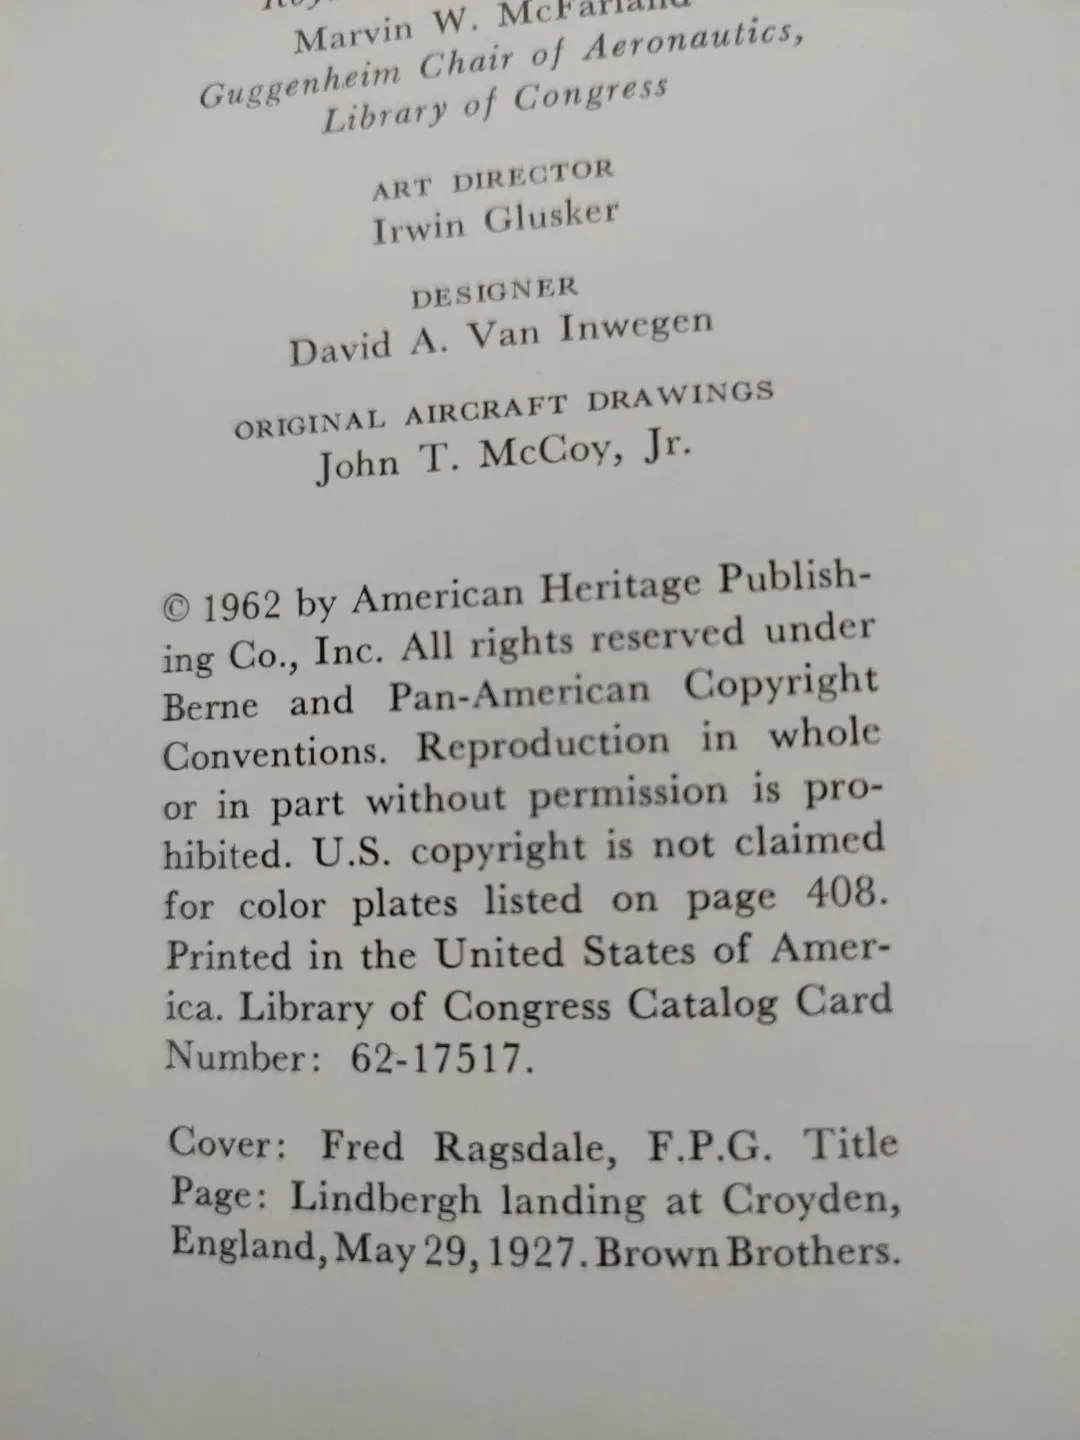 Marvin W. McFarland
Guggenheim Chair of Aeronautics,
Library of Congress
ART DIRECTOR
Irwin Glusker
DESIGNER
David A. Van Inwegen
ORIGINAL AIRCRAFT DRAWINGS
John T. McCoy, Jr.
© 1962 by American Heritage Publish-
ing Co., Inc. All rights reserved under
Berne and Pan-American Copyright
Conventions. Reproduction in whole
or in part without permission is pro-
hibited. U.S. copyright is not claimed
for color plates listed on page 408.
Printed in the United States of Amer-
ica. Library of Congress Catalog Card
Number: 62-17517.
Cover: Fred Ragsdale, F.P.G. Title
Page: Lindbergh landing at Croyden,
England, May 29, 1927. Brown Brothers.